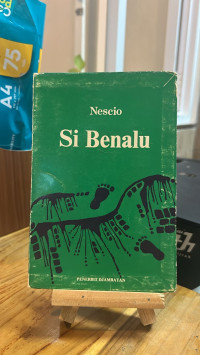 A4
75
Nescio
Si Benalu
PENERBIT DJAMBATAN